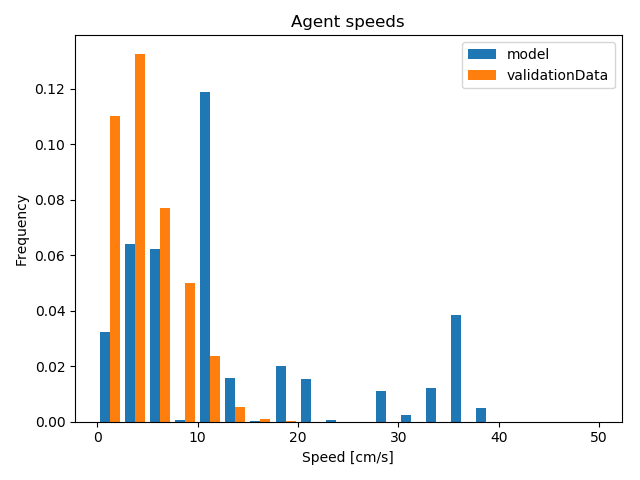 Agent speeds
model
validationData
Frequency
0.12
0.10
0.08
0.06
0.04
0.02
0.00
0 10 20 30 40 50
Speed [cm/s]